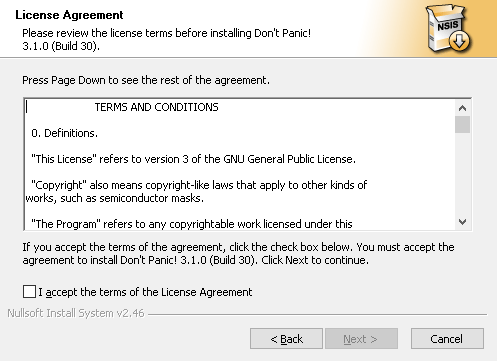 License Agreement
Please review the license terms before installing Don't Panic!
3.1.0 (Build 30).
NSIS
Press Page Down to see the rest of the agreement.
TERMS AND CONDITIONS
0. Definitions.
"This License" refers to version 3 of the GNU General Public License.
"Copyright" also means copyright-like laws that apply to other kinds of
works, such as semiconductor masks.
"The Program" refers to any copyrightable work licensed under this
If you accept the terms of the agreement, click the check box below. You must accept the
agreement to install Don't Panic! 3.1.0 (Build 30). Click Next to continue.
I accept the terms of the License Agreement
Nullsoft Install System v2.46
< Back
Next >
Cancel